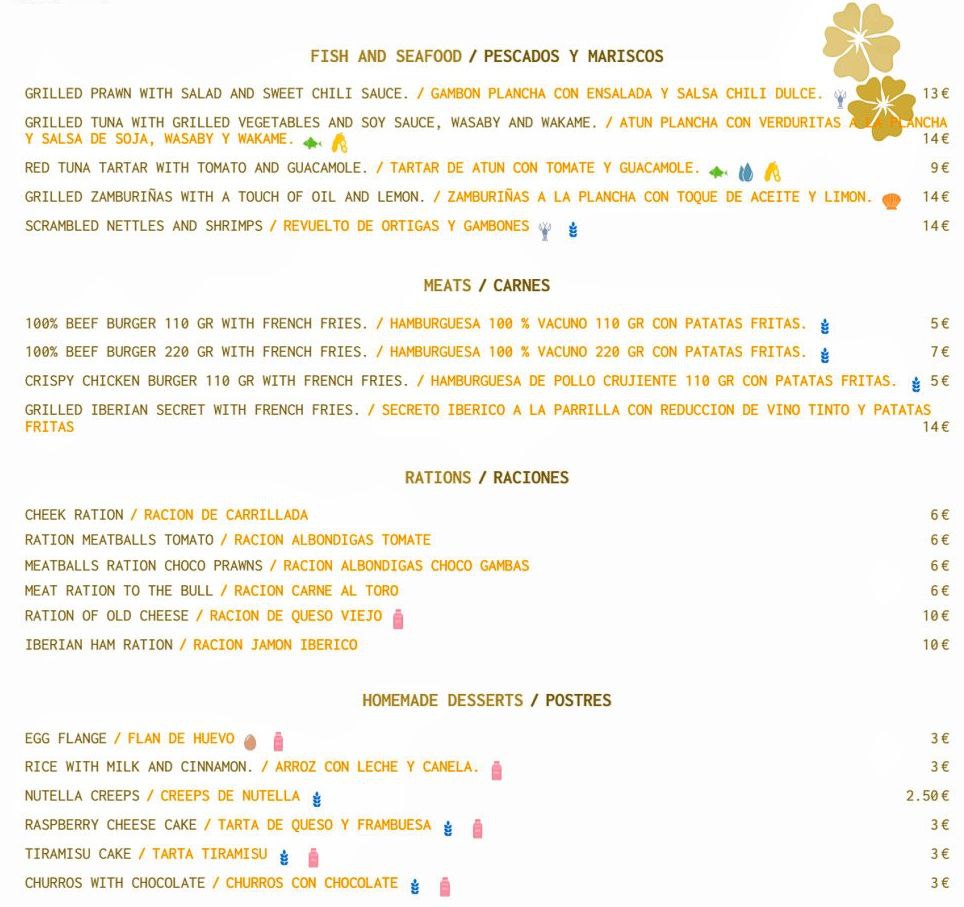 FISH AND SEAFOOD / PESCADOS Y MARISCOS
GRILLED PRAWN WITH SALAD AND SWEET CHILI SAUCE. / GAMBON PLANCHA CON ENSALADA Y SALSA CHILI DULCE. 13 €
GRILLED TUNA WITH GRILLED VEGETABLES AND SOY SAUCE, WASABY AND WAKAME. / ATUN PLANCHA CON VERDURITAS A LA PLANCHA
Y SALSA DE SOJA, WASABY Y WAKAME. 14 €
RED TUNA TARTAR WITH TOMATO AND GUACAMOLE. / TARTAR DE ATUN CON TOMATE Y GUACAMOLE. 9 €
GRILLED ZAMBURIÑAS WITH A TOUCH OF OIL AND LEMON. / ZAMBURIÑAS A LA PLANCHA CON TOQUE DE ACEITE Y LIMON. 14 €
SCRAMBLED NETTLES AND SHRIMPS / REVUELTO DE ORTIGAS Y GAMBONES 14 €
MEATS / CARNES
100% BEEF BURGER 110 GR WITH FRENCH FRIES. / HAMBURGUESA 100 % VACUNO 110 GR CON PATATAS FRITAS. 5 €
100% BEEF BURGER 220 GR WITH FRENCH FRIES. / HAMBURGUESA 100 % VACUNO 220 GR CON PATATAS FRITAS. 7 €
CRISPY CHICKEN BURGER 110 GR WITH FRENCH FRIES. / HAMBURGUESA DE POLLO CRUJIENTE 110 GR CON PATATAS FRITAS. 5 €
GRILLED IBERIAN SECRET WITH FRENCH FRIES. / SECRETO IBERICO A LA PARRILLA CON REDUCCION DE VINO TINTO Y PATATAS
FRITAS 14 €
RATIONS / RACIONES
CHEEK RATION / RACION DE CARRILLADA 6 €
RATION MEATBALLS TOMATO / RACION ALBONDIGAS TOMATE 6 €
MEATBALLS RATION CHOCO PRAWNS / RACION ALBONDIGAS CHOCO GAMBAS 6 €
MEAT RATION TO THE BULL / RACION CARNE AL TORO 6 €
RATION OF OLD CHEESE / RACION DE QUESO VIEJO 10 €
IBERIAN HAM RATION / RACION JAMON IBERICO 10 €
HOMEMADE DESSERTS / POSTRES
EGG FLANGE / FLAN DE HUEVO 3 €
RICE WITH MILK AND CINNAMON. / ARROZ CON LECHE Y CANELA. 3 €
NUTELLA CREEPS / CREEPS DE NUTELLA 2.50 €
RASPBERRY CHEESE CAKE / TARTA DE QUESO Y FRAMBUESA 3 €
TIRAMISU CAKE / TARTA TIRAMISU 3 €
CHURROS WITH CHOCOLATE / CHURROS CON CHOCOLATE 3 €